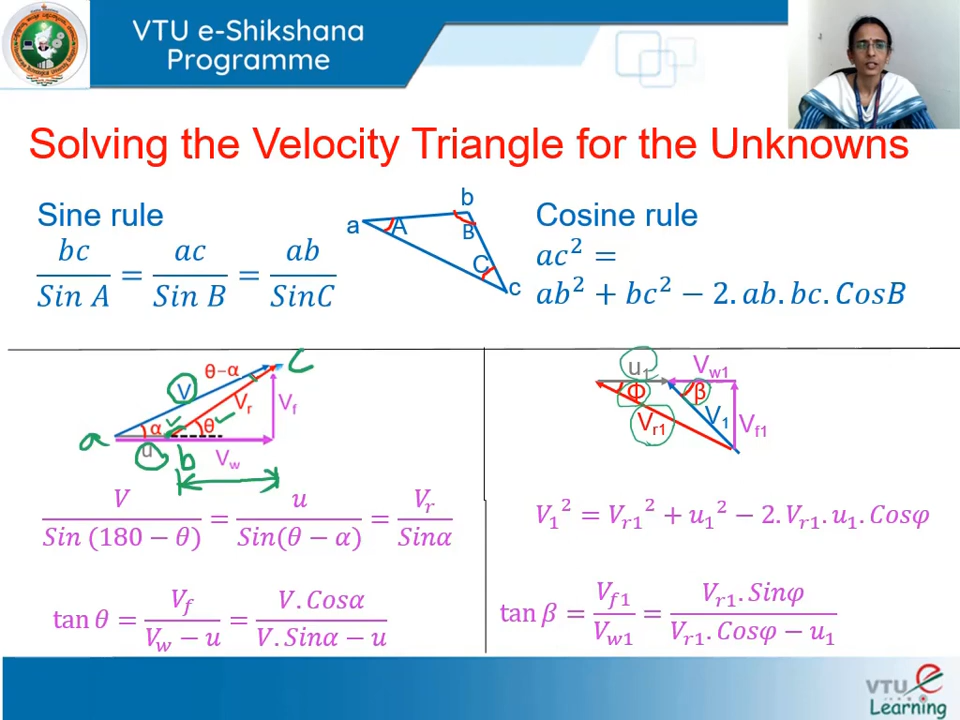 VTU e-Shikshana
Programme
Solving the Velocity Triangle for the Unknowns
Sine rule
bc/Sin A = ac/Sin B = ab/SinC
a
b
c
A
B
C
Cosine rule
ac² =
ab² + bc² − 2.ab.bc.CosB
θ-α
C
V
Vr
Vf
α
θ
a
u
b
Vw
V/Sin (180 − θ) = u/Sin(θ − α) = Vr/Sinα
tan θ = Vf/(Vw − u) = V.Cosα/(V.Sinα − u)
u1
Vw1
Φ
β
Vr1
V1
Vf1
V1² = Vr1² + u1² − 2.Vr1.u1.Cosφ
tan β = Vf1/Vw1 = Vr1.Sinφ/(Vr1.Cosφ − u1)
VTU e
Learning